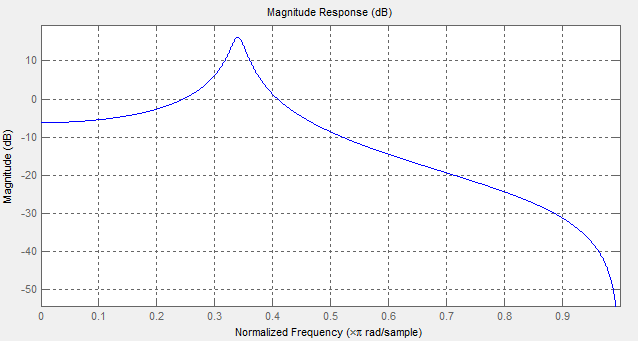 Magnitude Response (dB)
Magnitude (dB)
10
0
-10
-20
-30
-40
-50
0 0.1 0.2 0.3 0.4 0.5 0.6 0.7 0.8 0.9
Normalized Frequency (×π rad/sample)